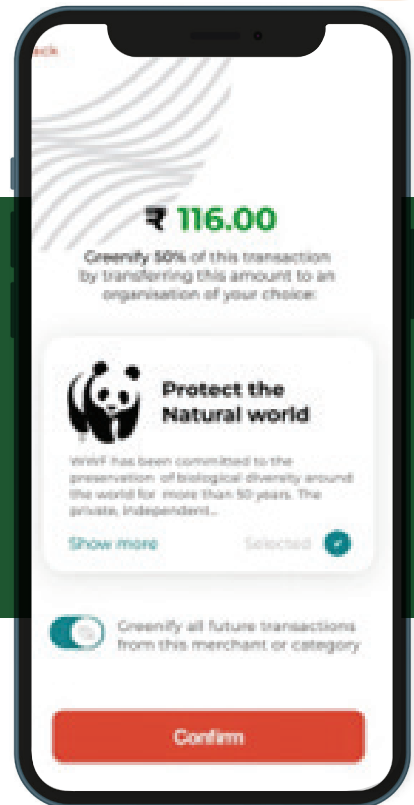 ₹ 116.00
Greenify 50% of this transaction
by transferring this amount to an
organisation of your choice:
Protect the
Natural world
WWF has been committed to the
preservation of biological diversity around
the world for more than 50 years. The
private, independent...
Show more
Selected
Greenify all future transactions
from this merchant or category
Confirm